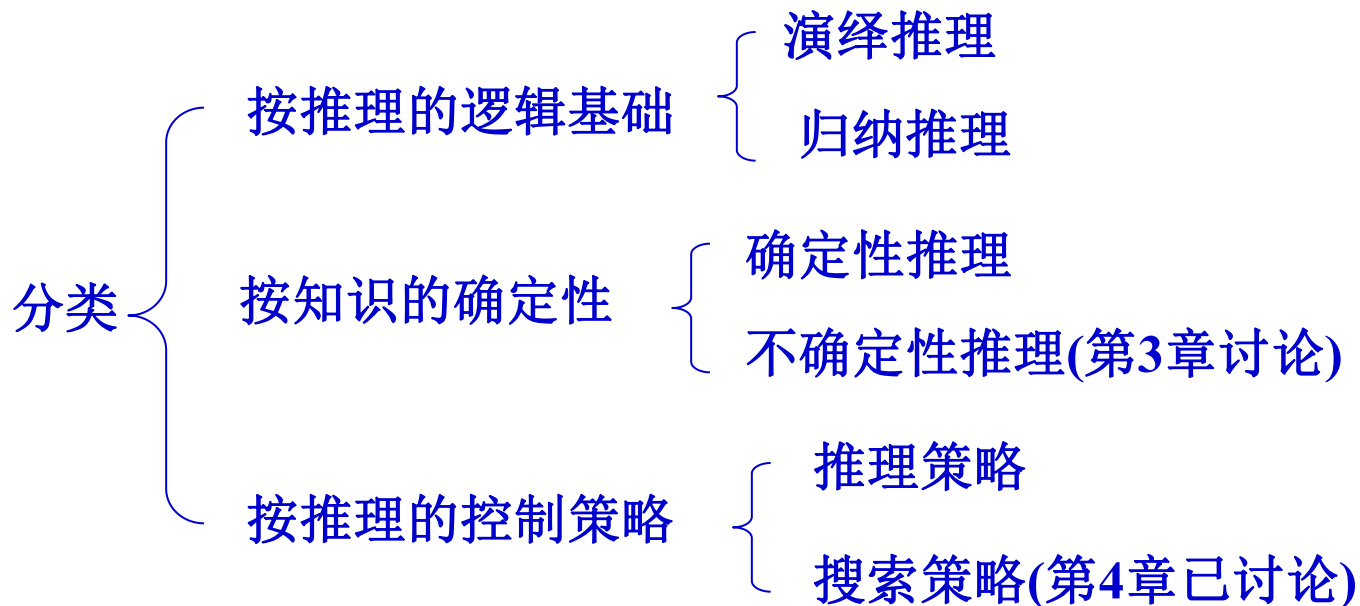 分类
按推理的逻辑基础
演绎推理
归纳推理
按知识的确定性
确定性推理
不确定性推理(第3章讨论)
按推理的控制策略
推理策略
搜索策略(第4章已讨论)